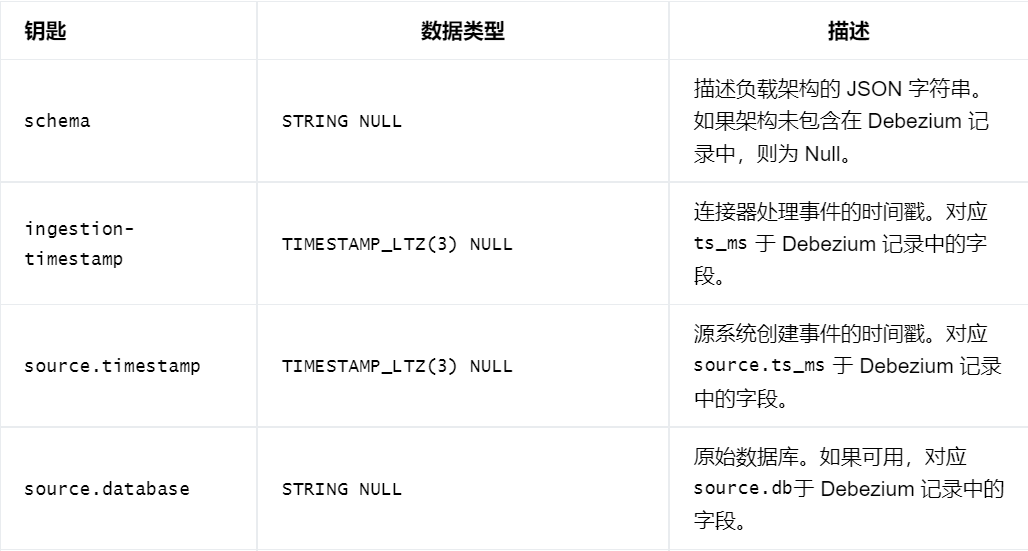 钥匙 数据类型 描述
描述负载架构的 JSON 字符串。
schema STRING NULL 如果架构未包含在 Debezium 记
录中，则为 Null。
ingestion- 连接器处理事件的时间戳。对应
TIMESTAMP_LTZ(3) NULL ts_ms 于 Debezium 记录中的字
timestamp 段。
源系统创建事件的时间戳。对应
source.timestamp TIMESTAMP_LTZ(3) NULL source.ts_ms 于 Debezium 记录
中的字段。
原始数据库。如果可用，对应
source.database STRING NULL source.db于 Debezium 记录中的
字段。